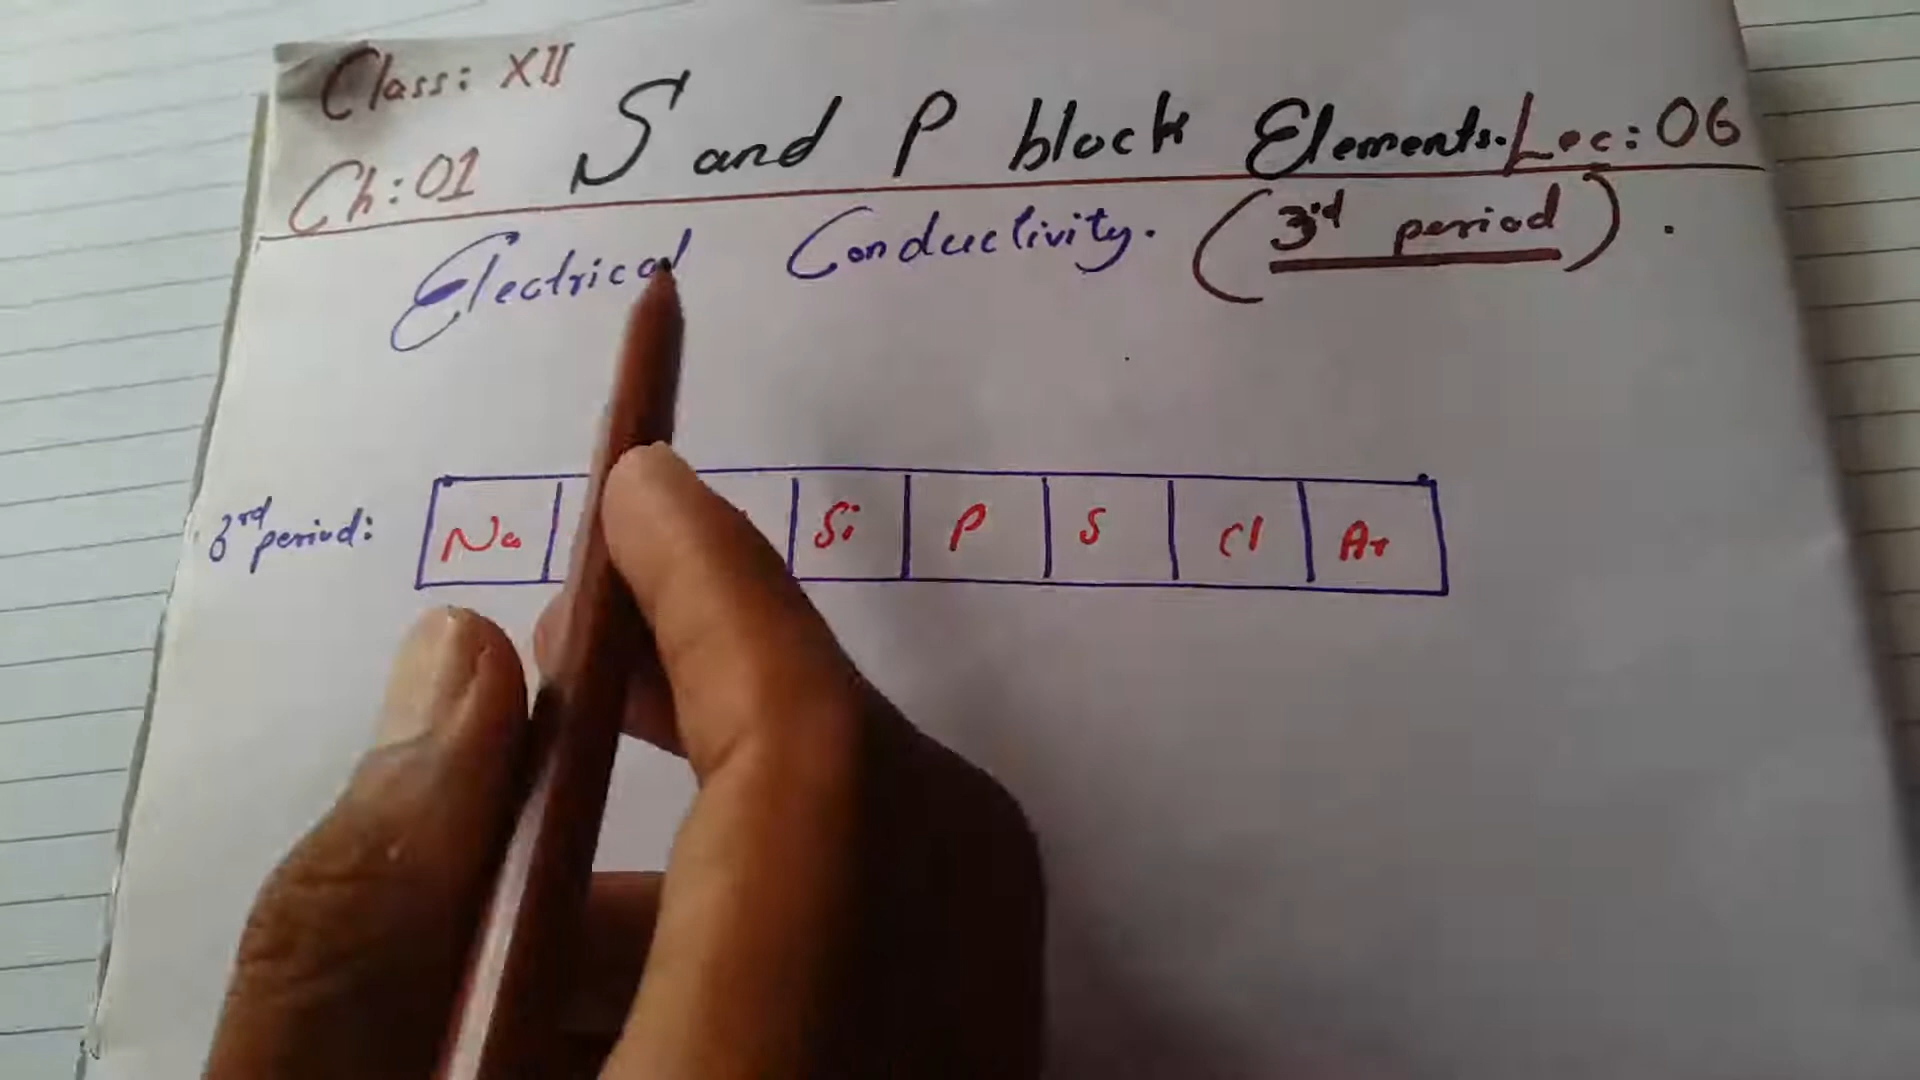 Class: XII
Ch: 01 S and P block Elements. Lec: 06
Electrical Conductivity. (3rd period).
3rd period: Na Si P S Cl Ar